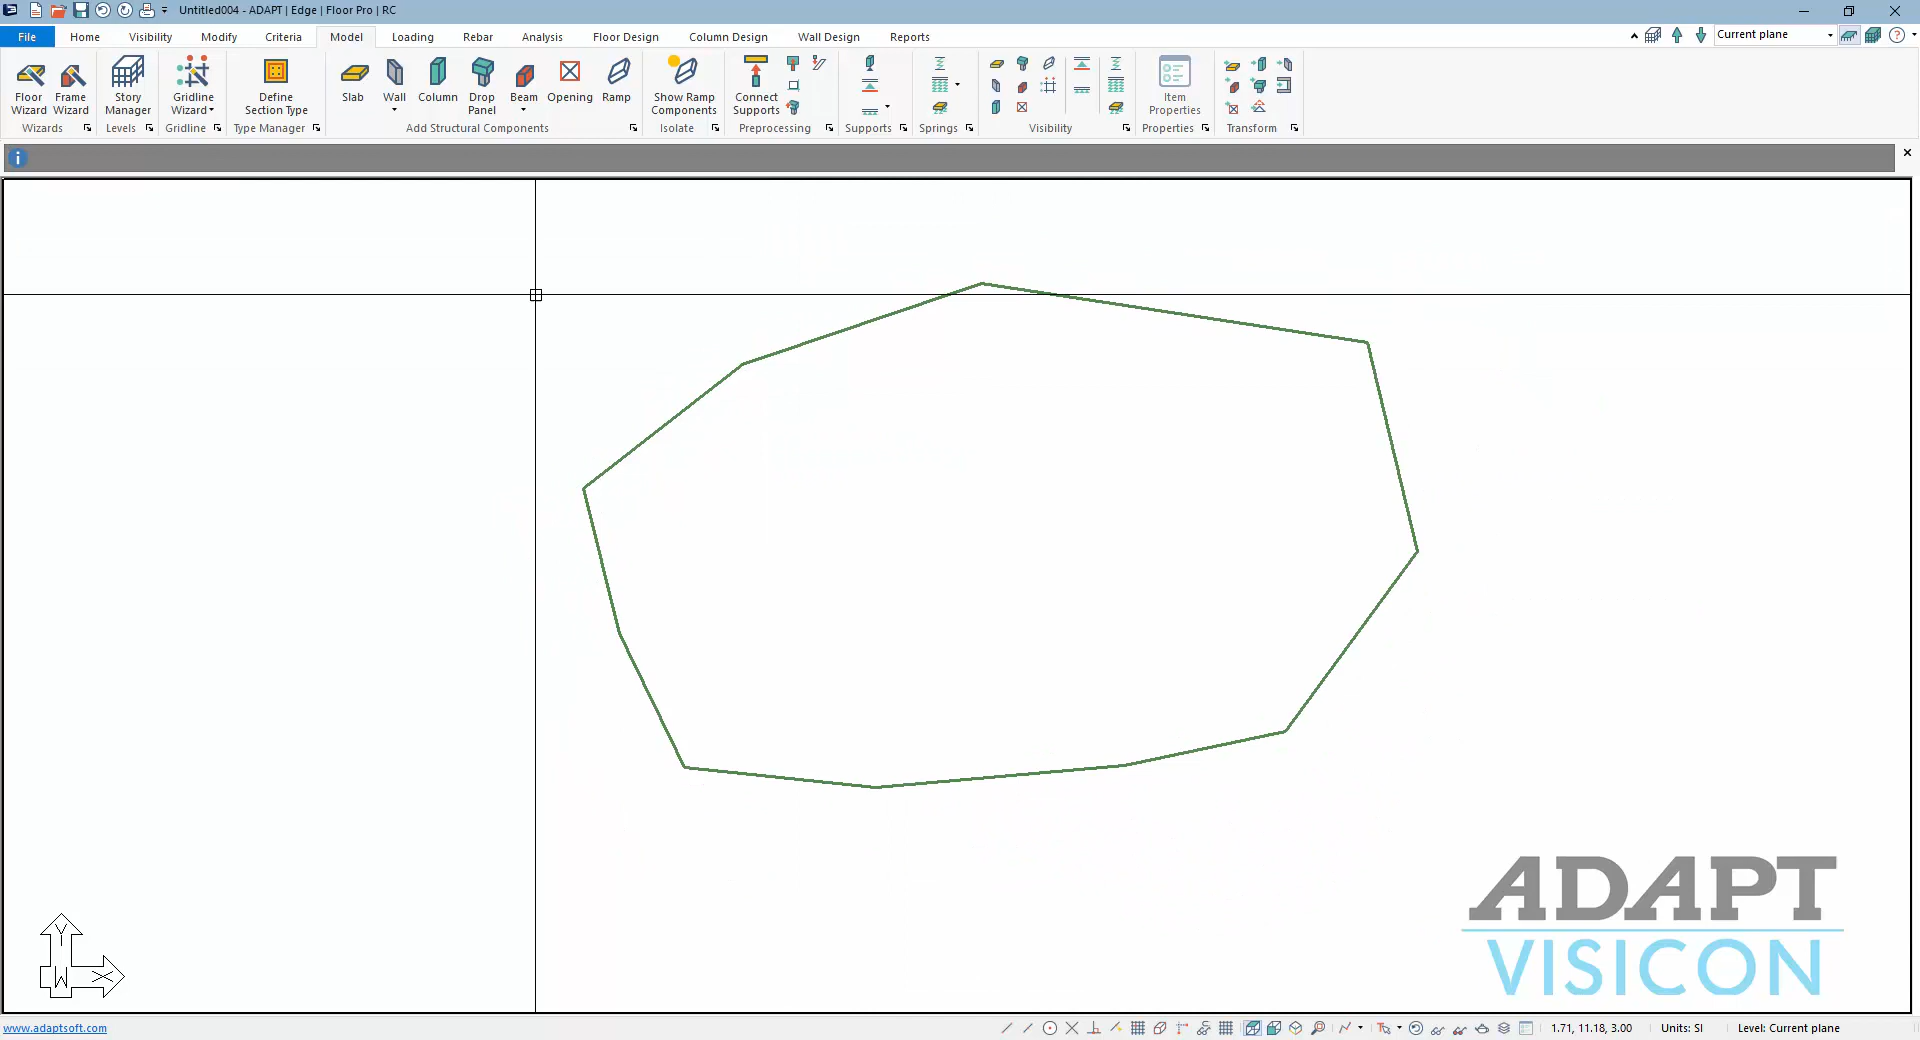 Untitled004 - ADAPT | Edge | Floor Pro | RC
File Home Visibility Modify Criteria Model Loading Rebar Analysis Floor Design Column Design Wall Design Reports Current plane
Floor Wizard
Frame Wizard
Story Manager
Gridline Wizard
Define Section Type
Slab
Wall
Column
Drop Panel
Beam
Opening
Ramp
Show Ramp Components
Connect Supports
Item Properties
Wizards Levels Gridline Type Manager Add Structural Components Isolate Preprocessing Supports Springs Visibility Properties Transform
Y
W X
ADAPT
VISICON
www.adaptsoft.com 1.71, 11.18, 3.00 Units: SI Level: Current plane